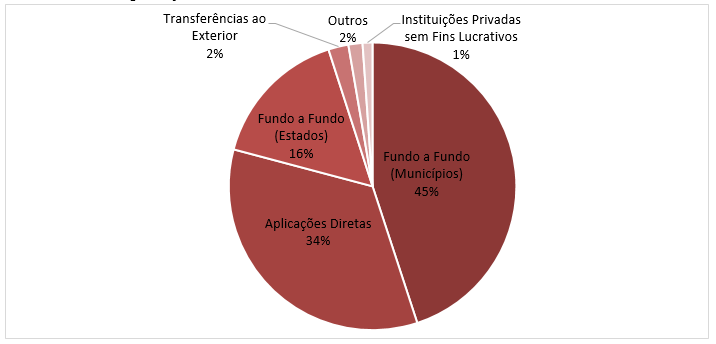 Transferências ao
Exterior
2%
Outros
2%
Instituições Privadas
sem Fins Lucrativos
1%
Fundo a Fundo
(Estados)
16%
Fundo a Fundo
(Municípios)
45%
Aplicações Diretas
34%